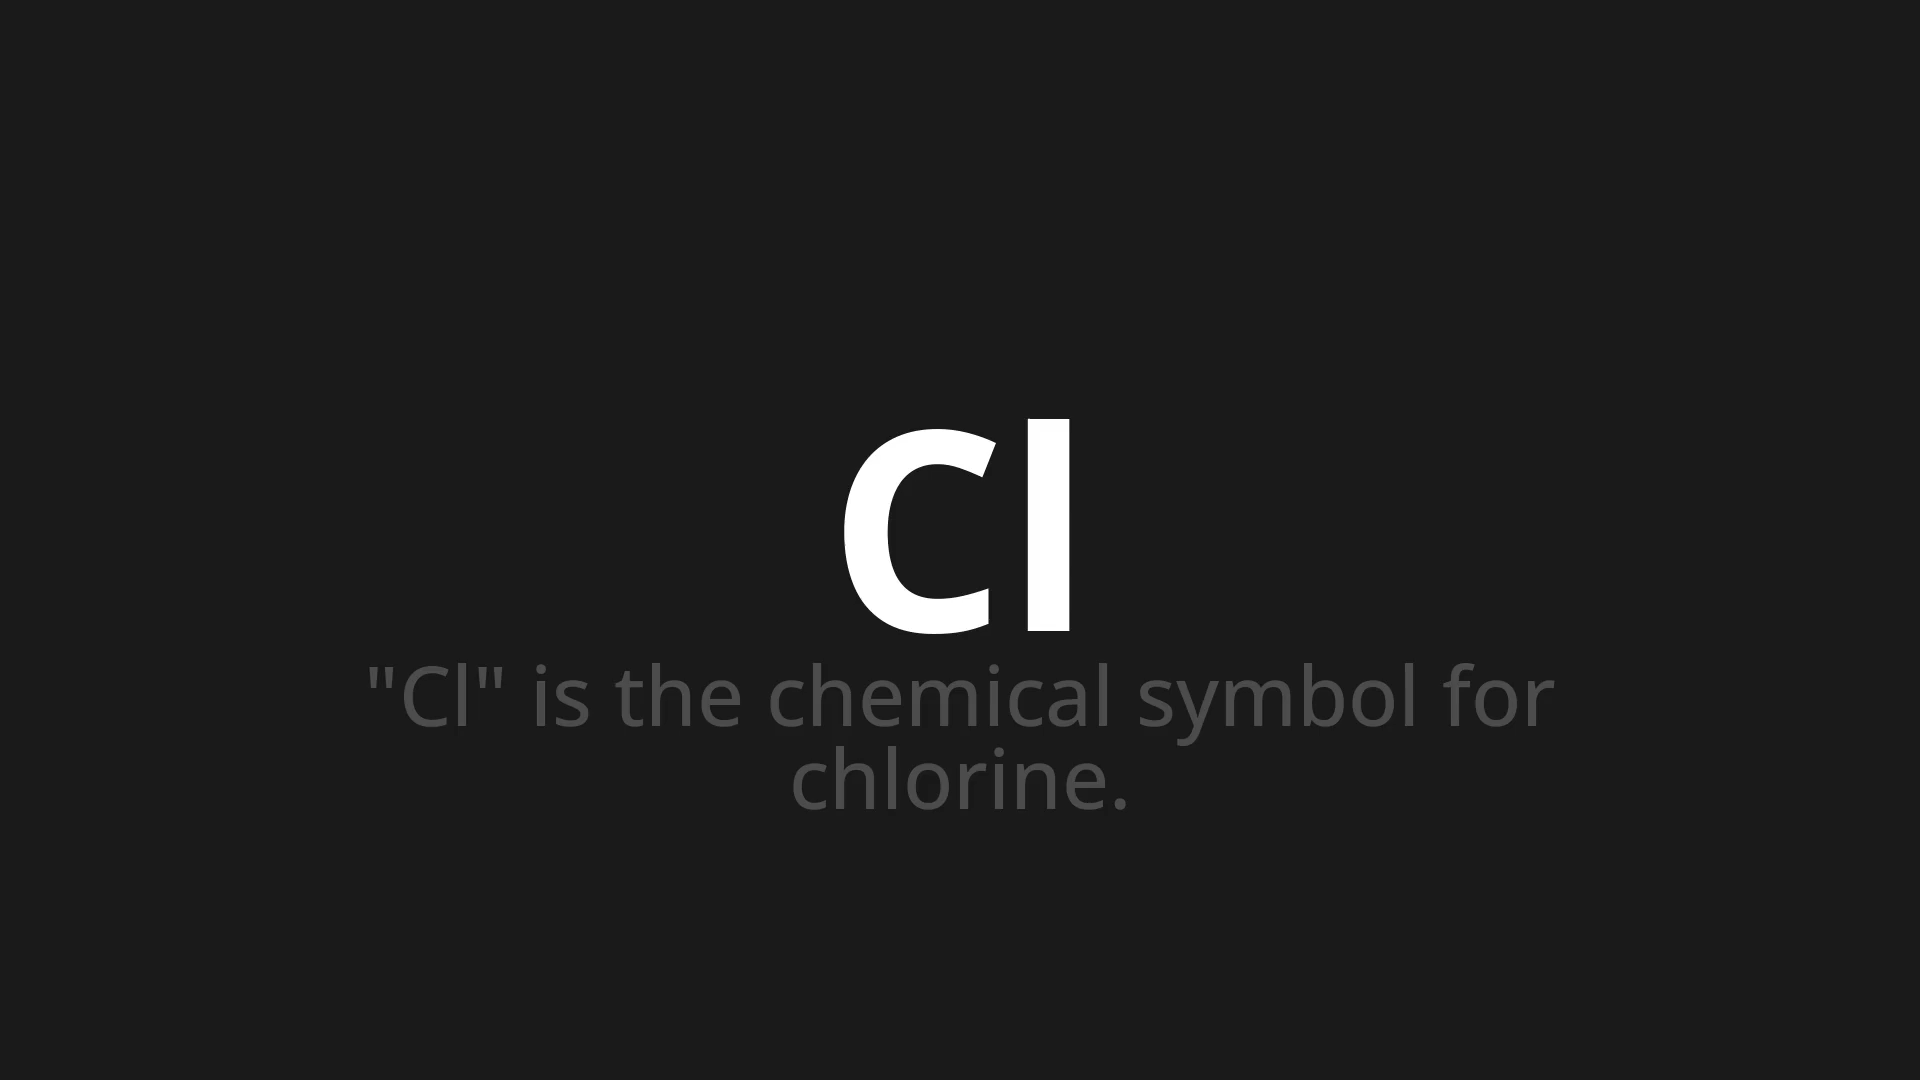 Cl
"Cl" is the chemical symbol for
chlorine.